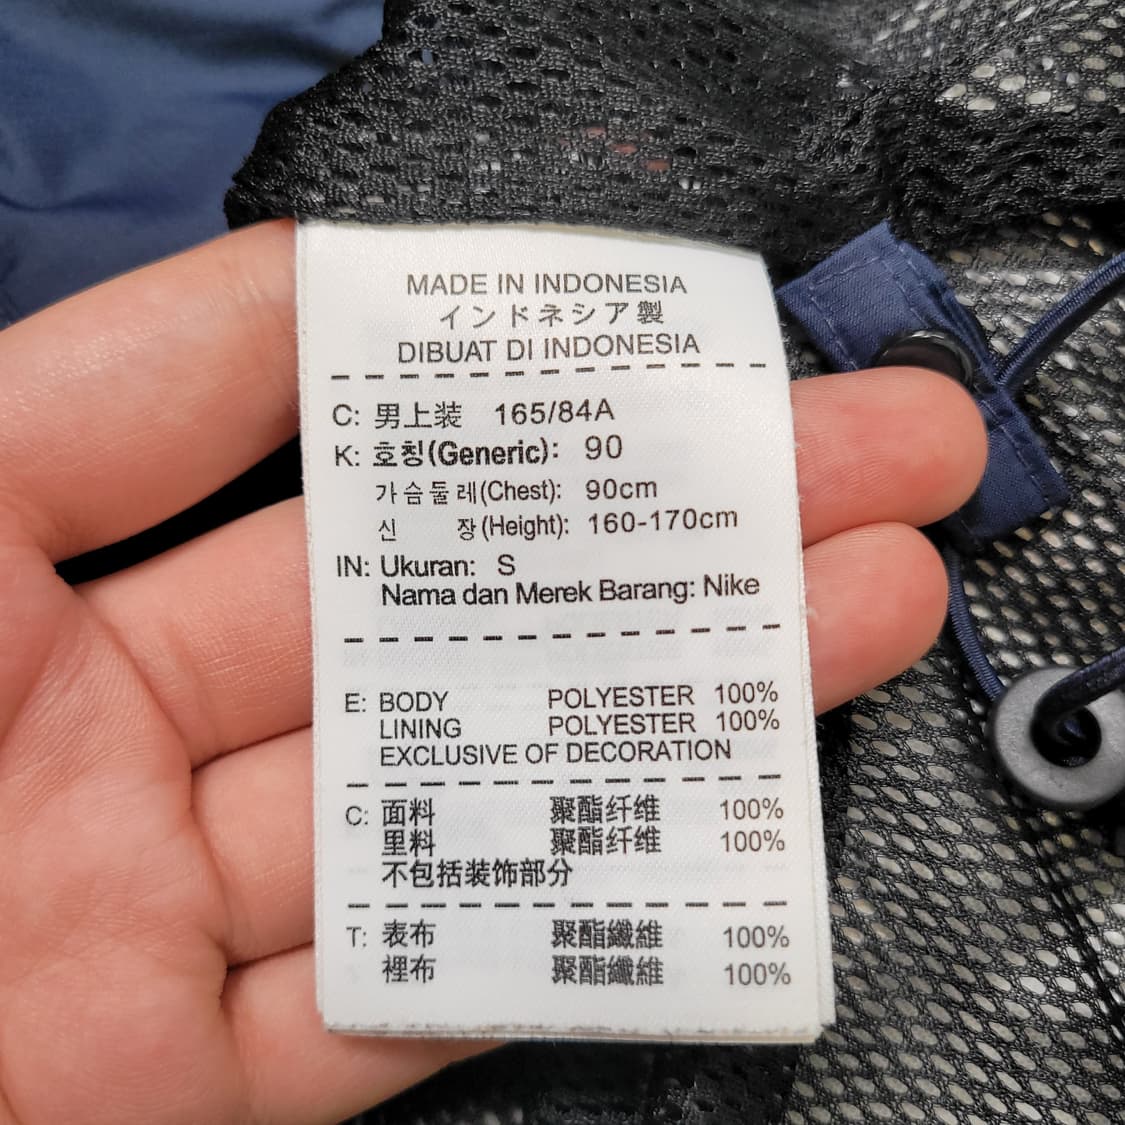 MADE IN INDONESIA
インドネシア製
DIBUAT DI INDONESIA
C: 男上装 165/84A
K: 호칭(Generic): 90
가슴둘레(Chest): 90cm
신 장(Height): 160-170cm
IN: Ukuran: S
Nama dan Merek Barang: Nike
E: BODY POLYESTER 100%
LINING POLYESTER 100%
EXCLUSIVE OF DECORATION
C: 面料 聚酯纤维 100%
里料 聚酯纤维 100%
不包括装饰部分
T: 表布 聚酯纖維 100%
裡布 聚酯纖維 100%